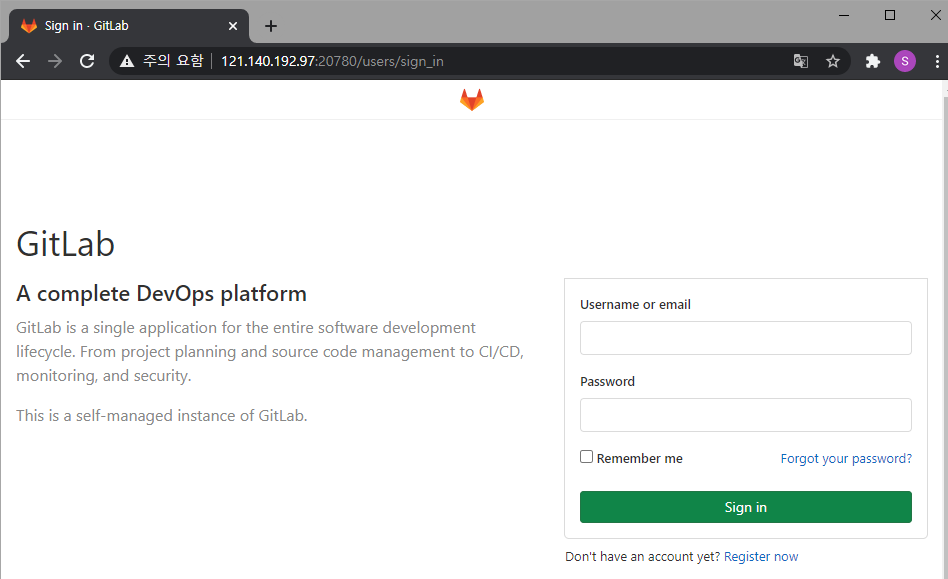 Sign in · GitLab
주의 요함 121.140.192.97:20780/users/sign_in
S
GitLab
A complete DevOps platform
GitLab is a single application for the entire software development
lifecycle. From project planning and source code management to CI/CD,
monitoring, and security.
This is a self-managed instance of GitLab.
Username or email
Password
Remember me
Forgot your password?
Sign in
Don't have an account yet? Register now